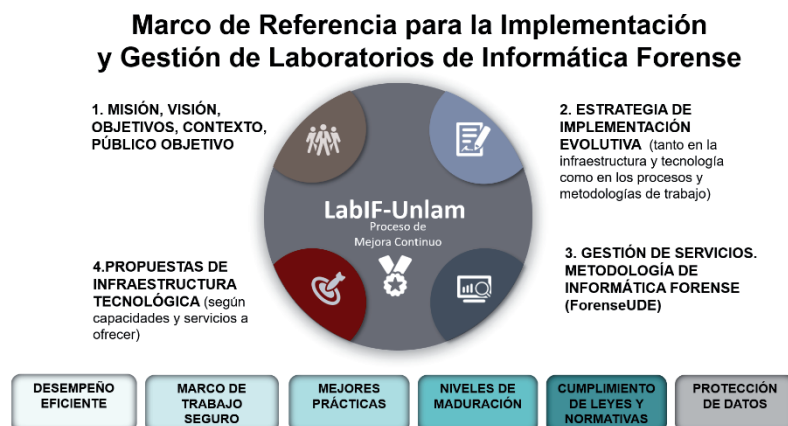 Marco de Referencia para la Implementación
y Gestión de Laboratorios de Informática Forense
1. MISIÓN, VISIÓN,
OBJETIVOS, CONTEXTO,
PÚBLICO OBJETIVO
2. ESTRATEGIA DE
IMPLEMENTACIÓN
EVOLUTIVA (tanto en la
infraestructura y tecnología
como en los procesos y
metodologías de trabajo)
LabIF-Unlam
Proceso de
Mejora Continuo
4.PROPUESTAS DE
INFRAESTRUCTURA
TECNOLÓGICA (según
capacidades y servicios a
ofrecer)
3. GESTIÓN DE SERVICIOS.
METODOLOGÍA DE
INFORMÁTICA FORENSE
(ForenseUDE)
DESEMPEÑO
EFICIENTE
MARCO DE
TRABAJO
SEGURO
MEJORES
PRÁCTICAS
NIVELES DE
MADURACIÓN
CUMPLIMIENTO
DE LEYES Y
NORMATIVAS
PROTECCIÓN
DE DATOS